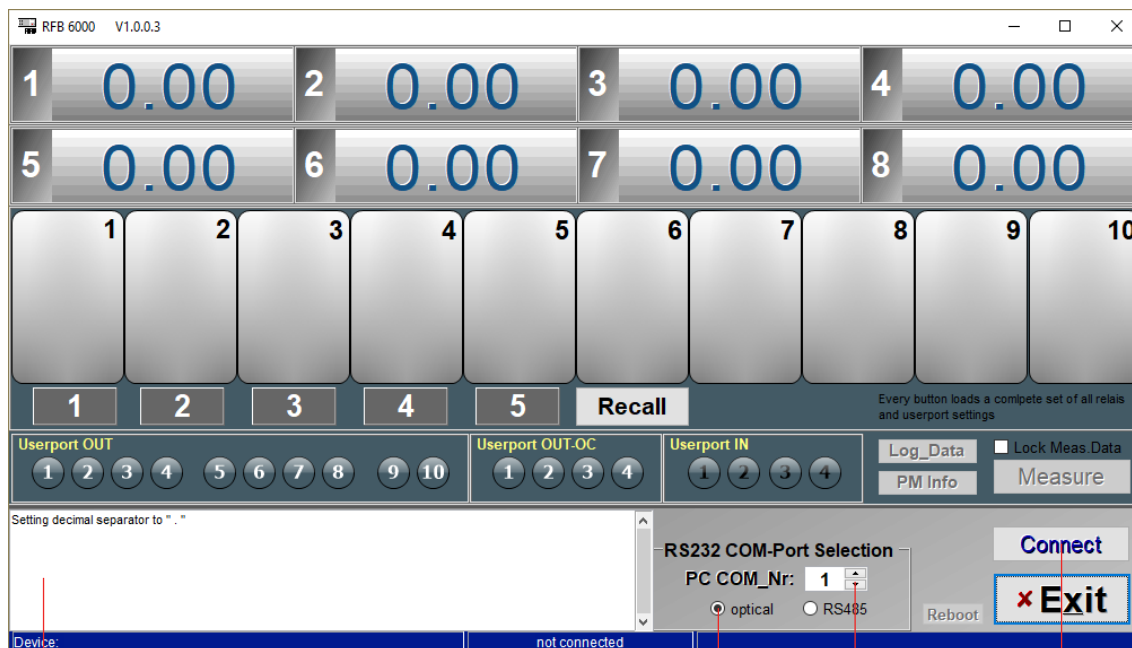 RFB 6000 V1.0.0.3
1 0.00 2 0.00 3 0.00 4 0.00
5 0.00 6 0.00 7 0.00 8 0.00
1 2 3 4 5 6 7 8 9 10
1 2 3 4 5 Recall
Every button loads a comlpete set of all relais
and userport settings
Userport OUT
1 2 3 4 5 6 7 8 9 10
Userport OUT-OC
1 2 3 4
Userport IN
1 2 3 4
Log_Data
PM Info
Lock Meas.Data
Measure
Setting decimal separator to " . "
RS232 COM-Port Selection
PC COM_Nr: 1
optical RS485
Reboot
Connect
Exit
Device: not connected